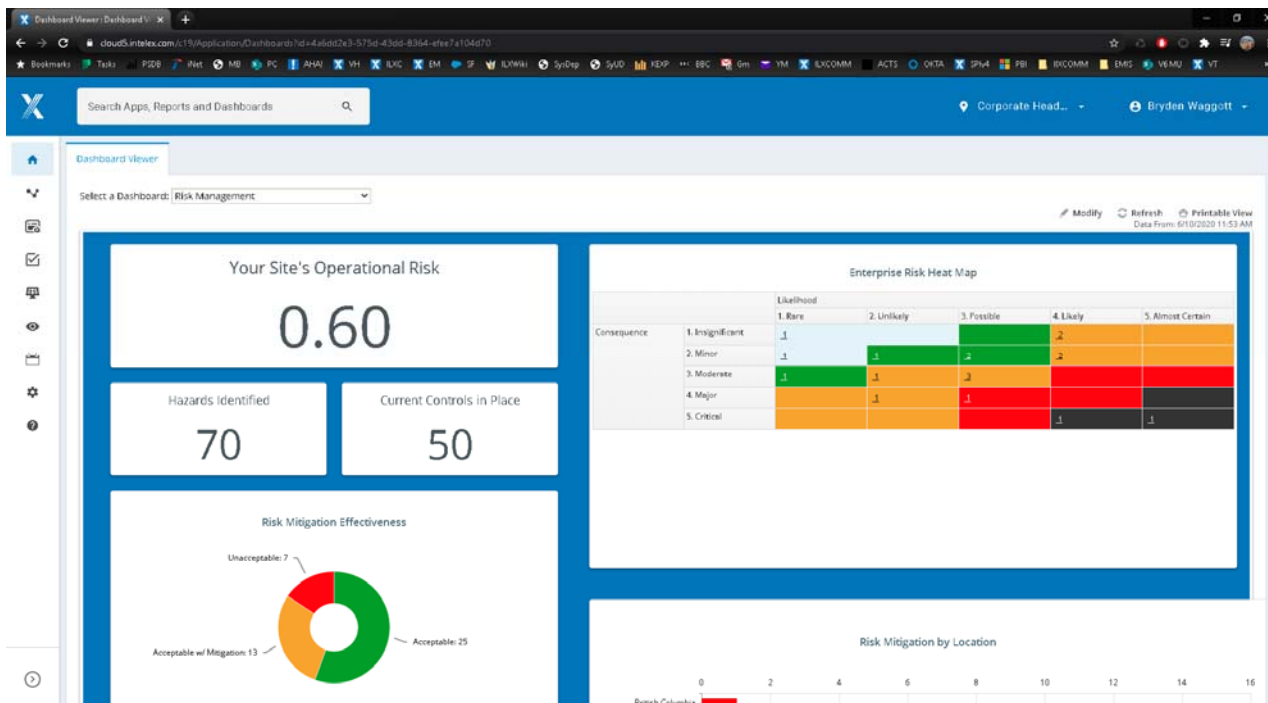 Dashboard Viewer : Dashboard Vi
cloud5.intelex.com/c19/Application/Dashboards?id=4a6dd2e3-575d-43dd-8364-efee7a104d70
Bookmarks Tasks PSDB iNet MB PC AHA! VH ILXC EM SF ILXWiki SysDep SyUD KEXP BBC Gm YM ILXCOMM ACTS OKTA SPv4 PBI IDXCOMM EMIS V6MU VT
Search Apps, Reports and Dashboards
Corporate Head...
Bryden Waggott
Dashboard Viewer
Select a Dashboard: Risk Management
Modify Refresh Printable View
Data From: 6/10/2020 11:53 AM
Your Site's Operational Risk
0.60
Hazards Identified
70
Current Controls in Place
50
Enterprise Risk Heat Map
Likelihood
1. Rare 2. Unlikely 3. Possible 4. Likely 5. Almost Certain
Consequence 1. Insignificant 1 2
2. Minor 1 1 2 2
3. Moderate 1 1 3
4. Major 1 1
5. Critical 1 1
Risk Mitigation Effectiveness
Unacceptable: 7
Acceptable: 25
Acceptable w/ Mitigation: 13
Risk Mitigation by Location
0 2 4 6 8 10 12 14 16
British Columbia